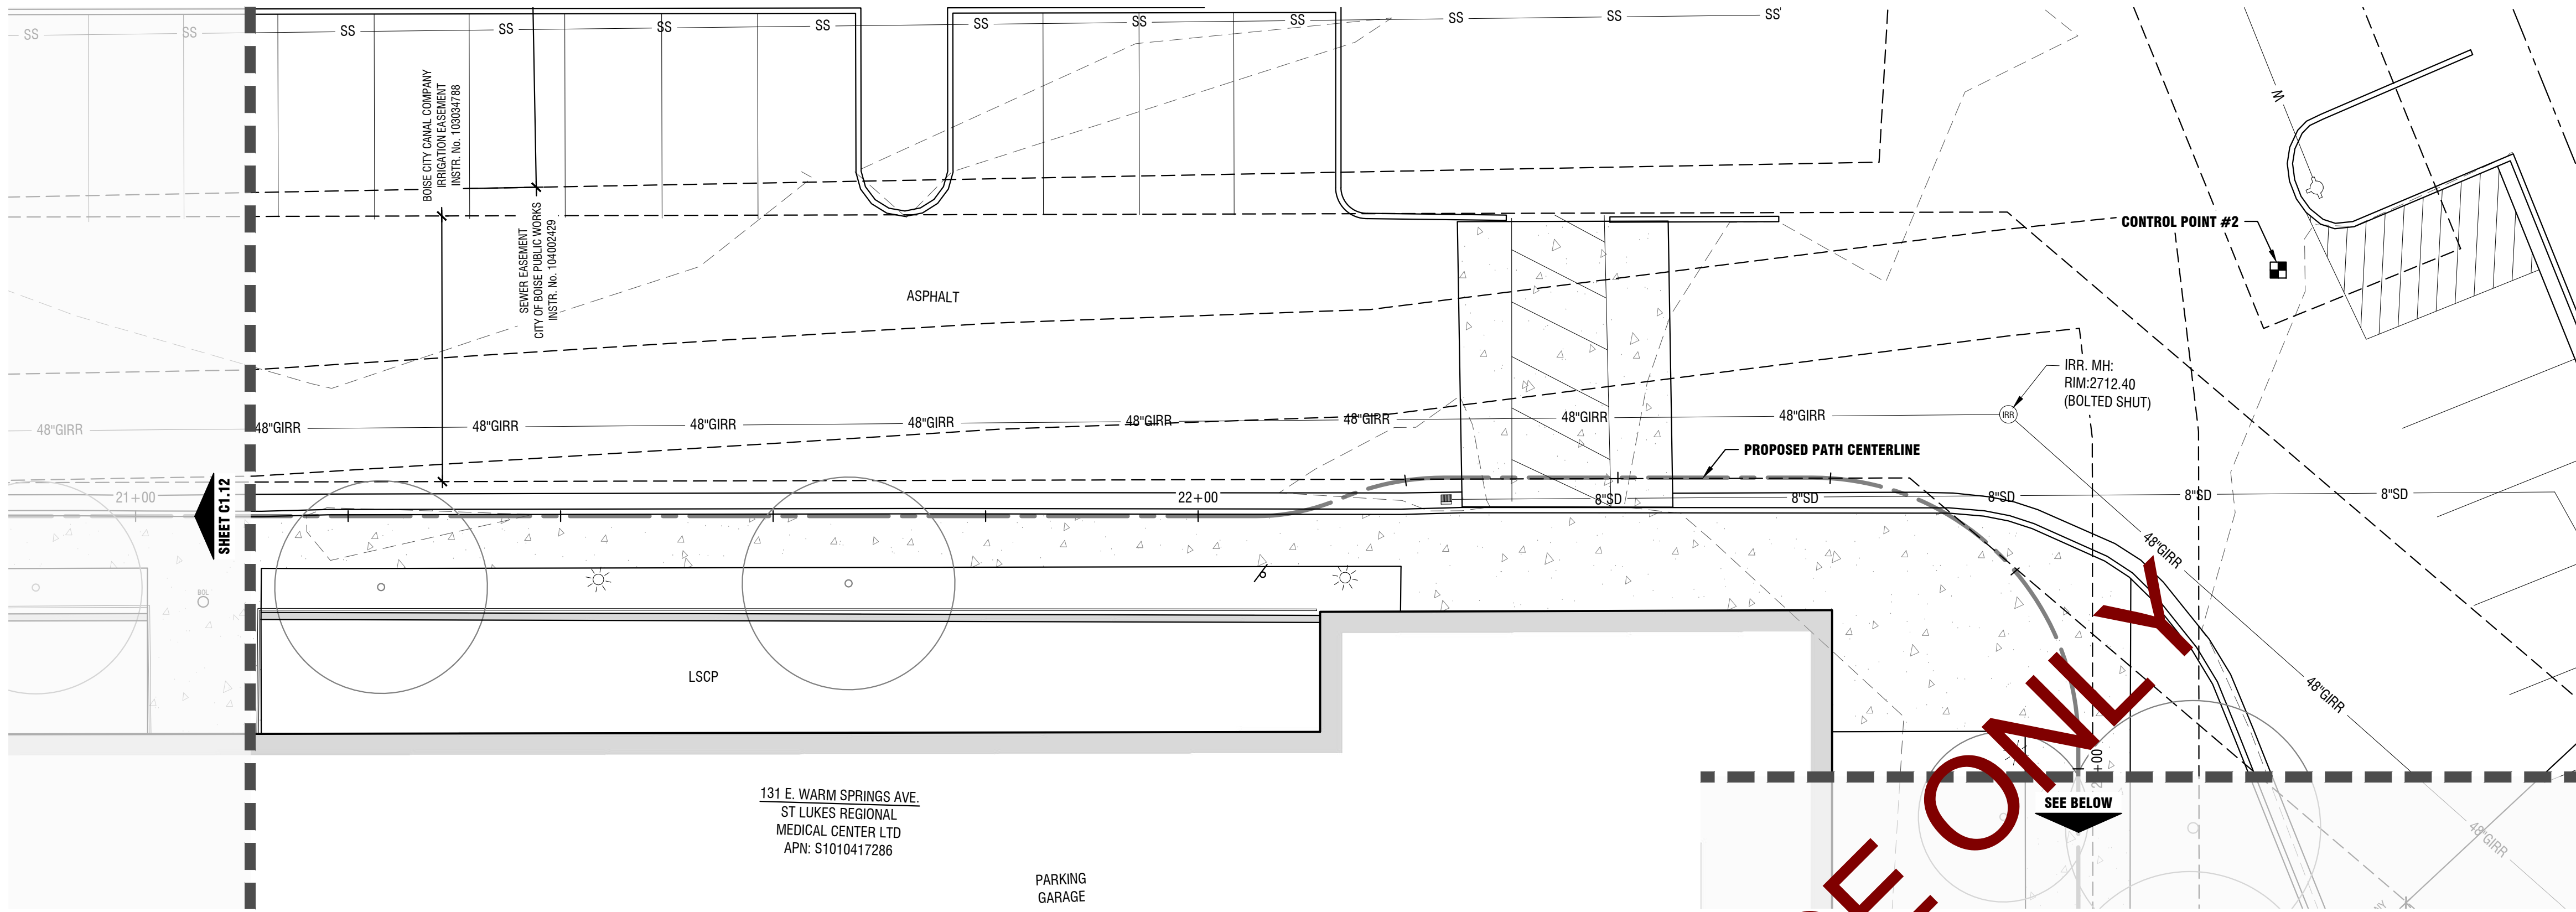 SS
SS
SS
SS
SS
SS
SS
SS
SS
SS
SS
SS
BOISE CITY CANAL COMPANY
IRRIGATION EASEMENT
INSTR. No. 103034788
SEWER EASEMENT
CITY OF BOISE PUBLIC WORKS
INSTR. No. 104002429
W
CONTROL POINT #2
ASPHALT
IRR. MH:
RIM:2712.40
(BOLTED SHUT)
IRR
48"GIRR
48"GIRR
48"GIRR
48"GIRR
48"GIRR
48"GIRR
48"GIRR
48"GIRR
48"GIRR
PROPOSED PATH CENTERLINE
21+00
22+00
8"SD
8"SD
8"SD
8"SD
8"SD
SHEET C1.12
48"GIRR
BOL
LSCP
48"GIRR
131 E. WARM SPRINGS AVE.
ST LUKES REGIONAL
MEDICAL CENTER LTD
APN: S1010417286
SEE BELOW
48"GIRR
PARKING
GARAGE
ONLY